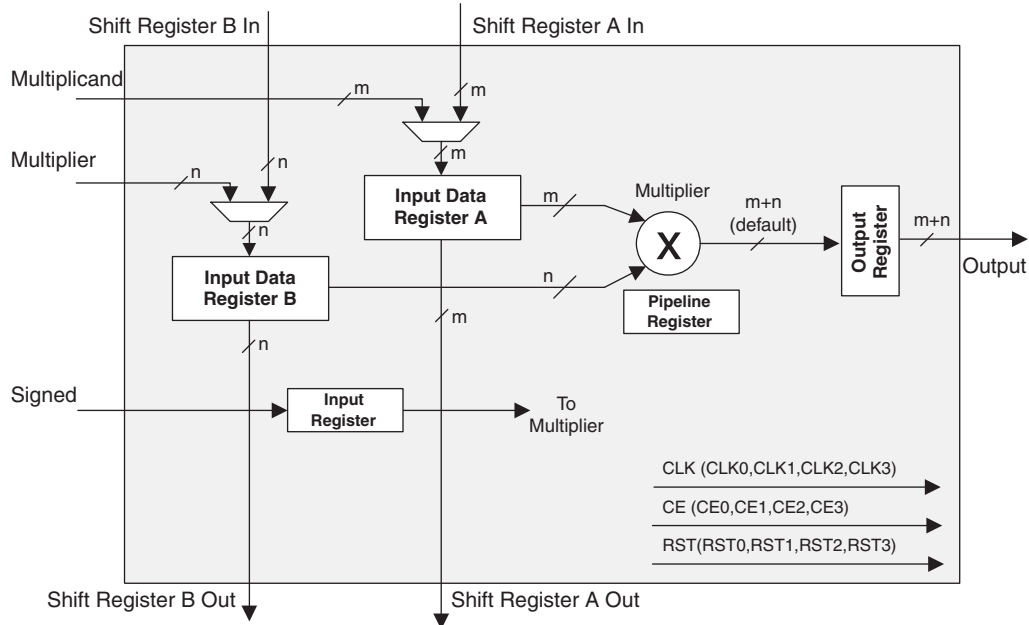 Shift Register B In
Shift Register A In
Multiplicand
m
m
Multiplier
n
n
m
Input Data
Register A
m
Multiplier
X
m+n
(default)
Output
Register
m+n
Output
n
Input Data
Register B
n
Pipeline
Register
m
n
Signed
Input
Register
To
Multiplier
CLK (CLK0,CLK1,CLK2,CLK3)
CE (CE0,CE1,CE2,CE3)
RST(RST0,RST1,RST2,RST3)
Shift Register B Out
Shift Register A Out